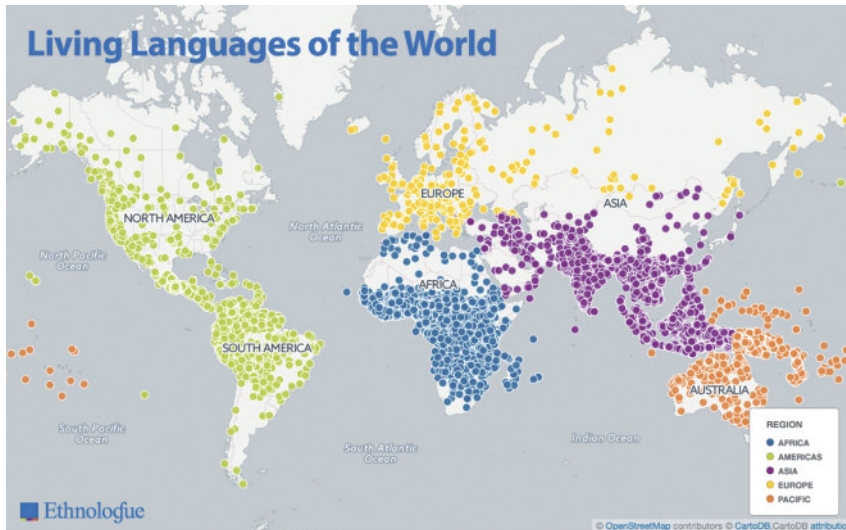 Living Languages of the World
EUROPE
ASIA
NORTH AMERICA
North Atlantic
Ocean
North Pacific
Ocean
AFRICA
SOUTH AMERICA
AUSTRALIA
South Pacific
Ocean
South Atlantic
Ocean
Indian Ocean
REGION
AFRICA
AMERICAS
ASIA
EUROPE
PACIFIC
Ethnologue
© OpenStreetMap contributors © CartoDB,CartoDB attributio